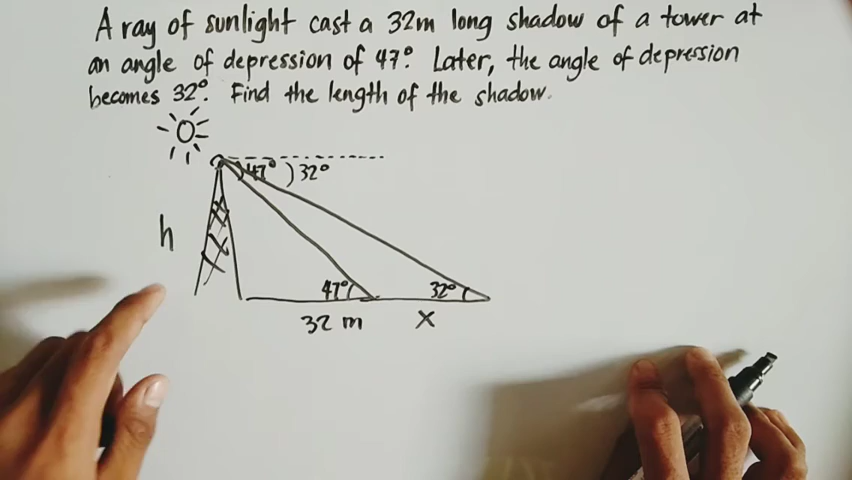 A ray of sunlight cast a 32m long shadow of a tower at
an angle of depression of 47°. Later, the angle of depression
becomes 32°. Find the length of the shadow.
47° 32°
h
47° 32°
32 m x